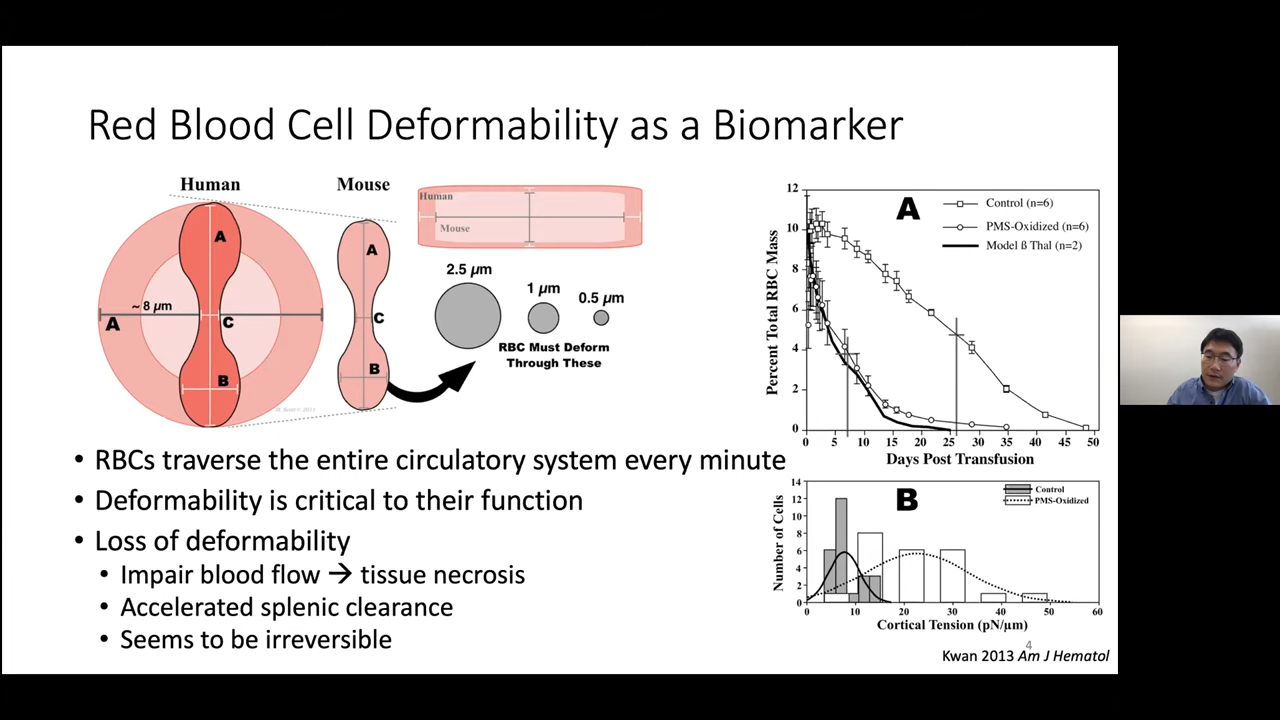 Red Blood Cell Deformability as a Biomarker
Human
Mouse
A
~ 8 µm
A
C
B
A
C
B
Human
Mouse
2.5 µm
1 µm
0.5 µm
RBC Must Deform
Through These
• RBCs traverse the entire circulatory system every minute
• Deformability is critical to their function
• Loss of deformability
• Impair blood flow → tissue necrosis
• Accelerated splenic clearance
• Seems to be irreversible
A
Control (n=6)
PMS-Oxidized (n=6)
Model ß Thal (n=2)
Percent Total RBC Mass
12
10
8
6
4
2
0
0 5 10 15 20 25 30 35 40 45 50
Days Post Transfusion
B
Control
PMS-Oxidized
Number of Cells
14
12
10
8
6
4
2
0
0 10 20 30 40 50 60
Cortical Tension (pN/µm)
4
Kwan 2013 Am J Hematol